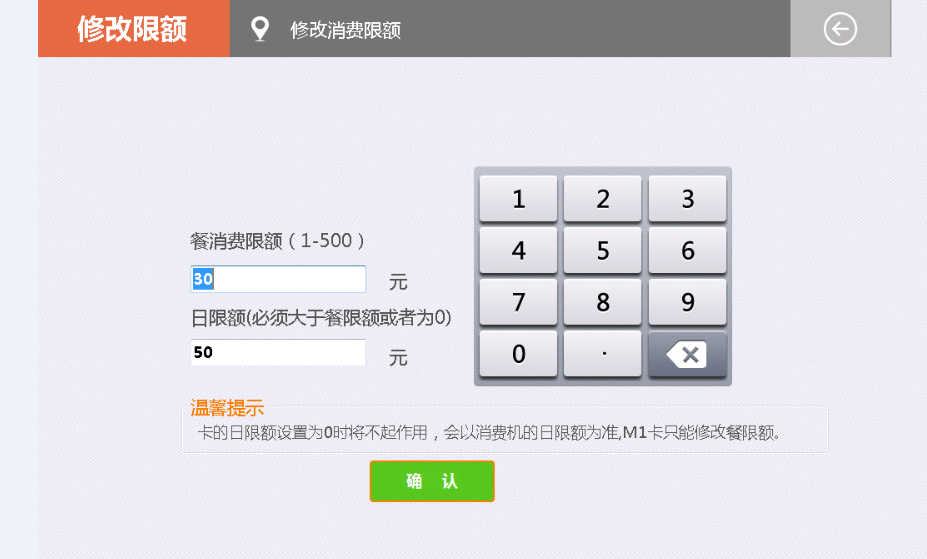 修改限额
修改消费限额
餐消费限额（1-500）
30 元
日限额(必须大于餐限额或者为0)
50 元
1 2 3
4 5 6
7 8 9
0 ·
温馨提示
卡的日限额设置为0时将不起作用，会以消费机的日限额为准,M1卡只能修改餐限额。
确 认